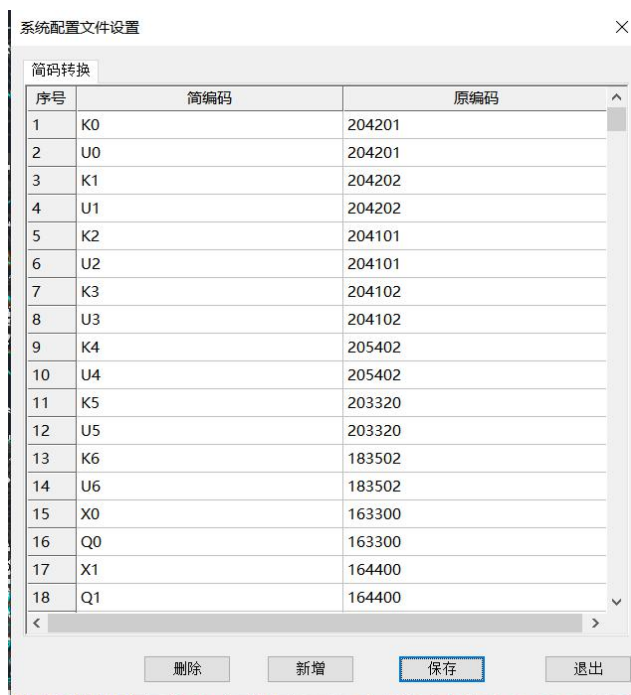 系统配置文件设置
简码转换
序号 简编码 原编码
1 K0 204201
2 U0 204201
3 K1 204202
4 U1 204202
5 K2 204101
6 U2 204101
7 K3 204102
8 U3 204102
9 K4 205402
10 U4 205402
11 K5 203320
12 U5 203320
13 K6 183502
14 U6 183502
15 X0 163300
16 Q0 163300
17 X1 164400
18 Q1 164400
删除 新增 保存 退出